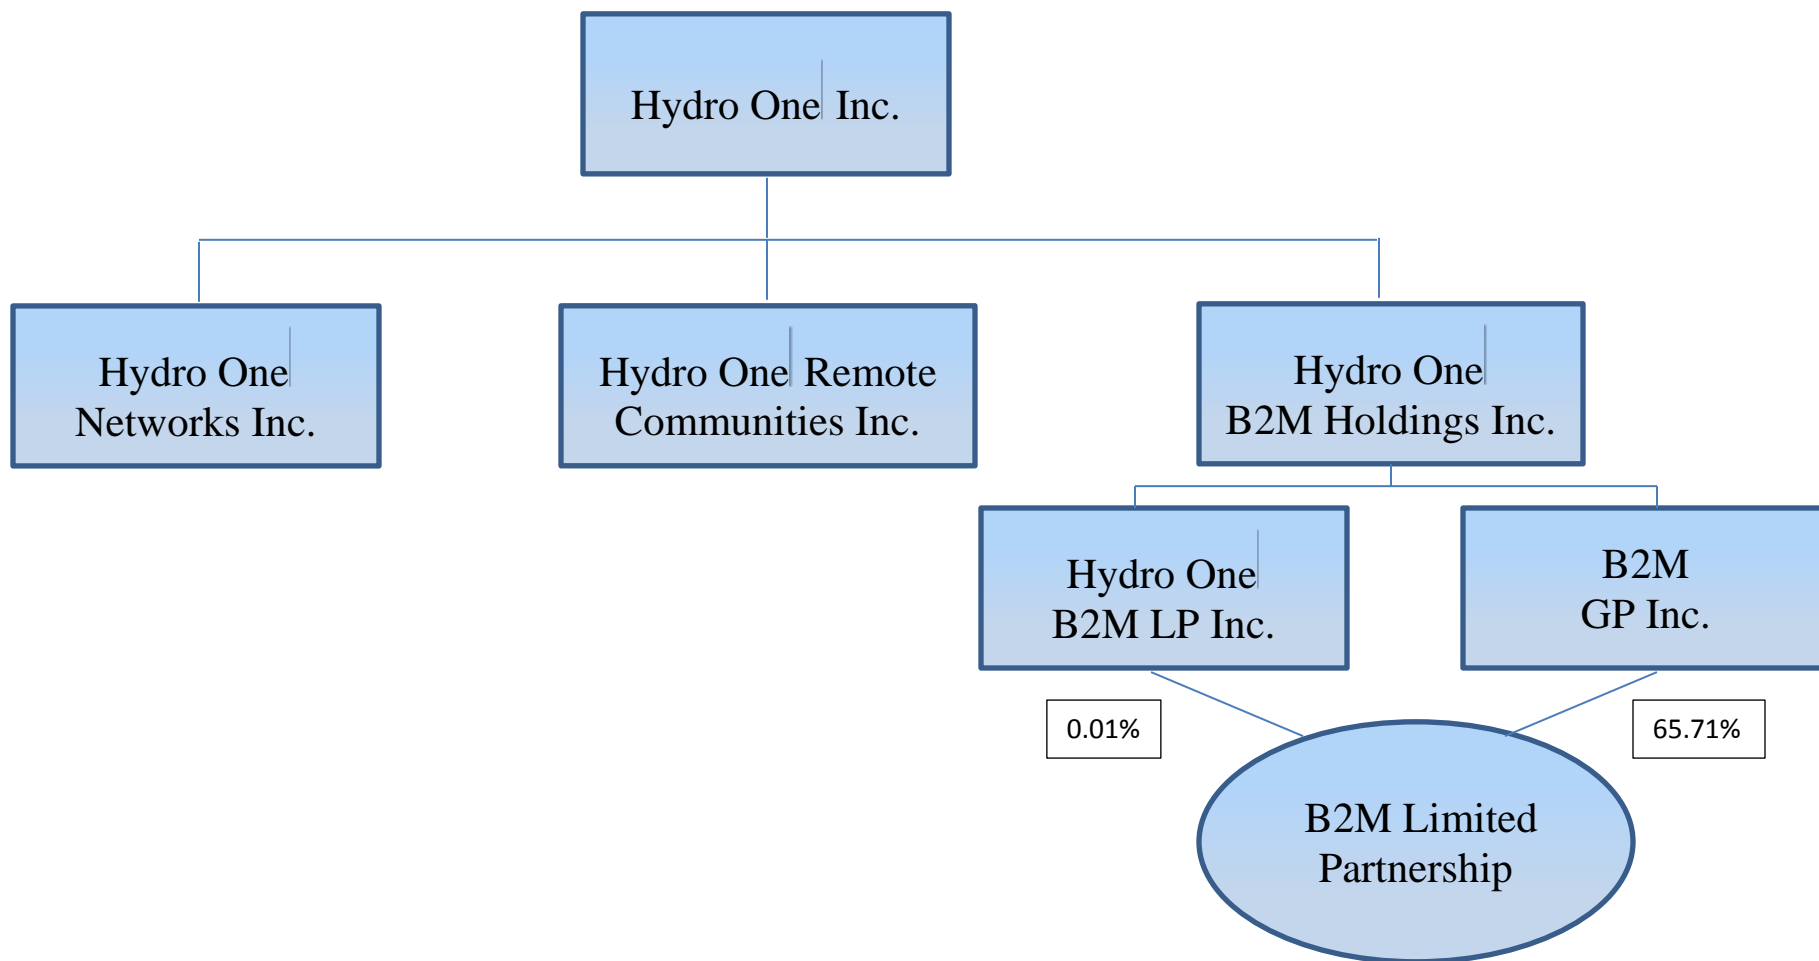 Hydro One Inc.
Hydro One
Networks Inc.
Hydro One Remote
Communities Inc.
Hydro One
B2M Holdings Inc.
Hydro One
B2M LP Inc.
B2M
GP Inc.
0.01%
65.71%
B2M Limited
Partnership